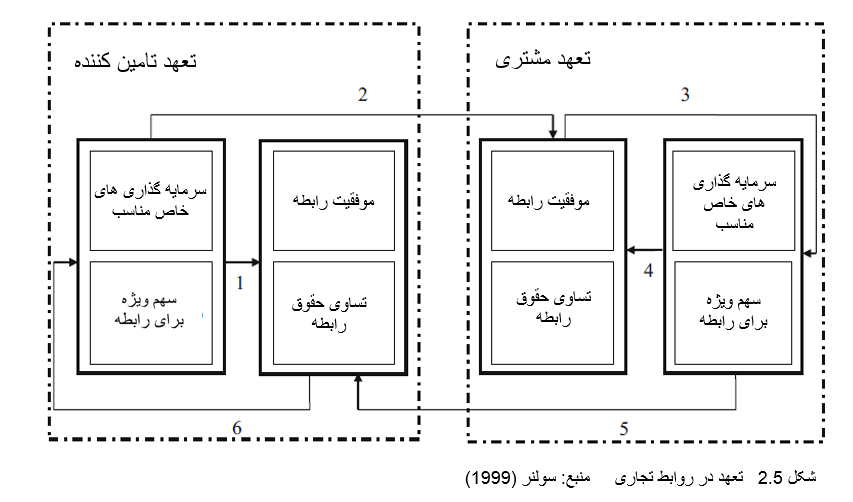 تعهد تامین کننده
تعهد مشتری
2
3
سرمایه گذاری های
خاص مناسب
موفقیت رابطه
موفقیت رابطه
سرمایه گذاری
های خاص
مناسب
1
4
سهم ویژه
برای رابطه
تساوی حقوق
رابطه
تساوی حقوق
رابطه
سهم ویژه
برای رابطه
6
5
شکل 2.5 تعهد در روابط تجاری منبع: سولنر (1999)